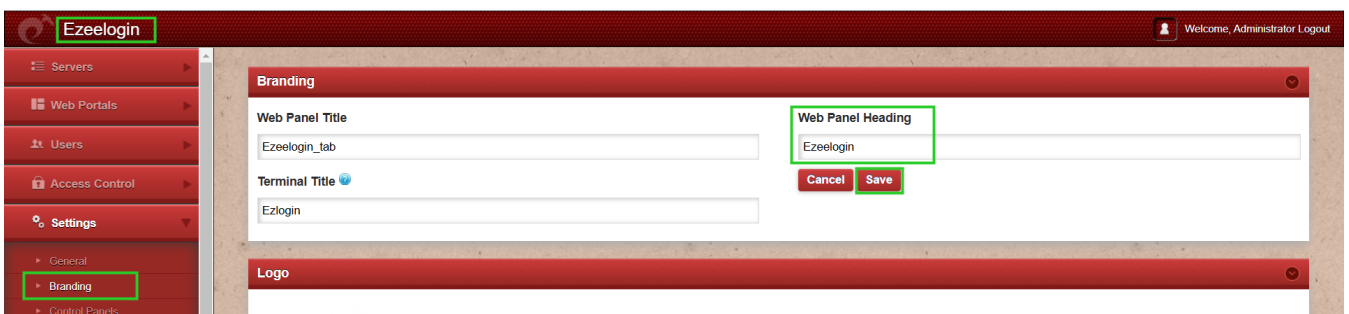 Ezeelogin
Welcome, Administrator Logout
Servers
Web Portals
Users
Access Control
Settings
General
Branding
Control Panels
Branding
Web Panel Title
Ezeelogin_tab
Web Panel Heading
Ezeelogin
Terminal Title
Ezlogin
Cancel Save
Logo